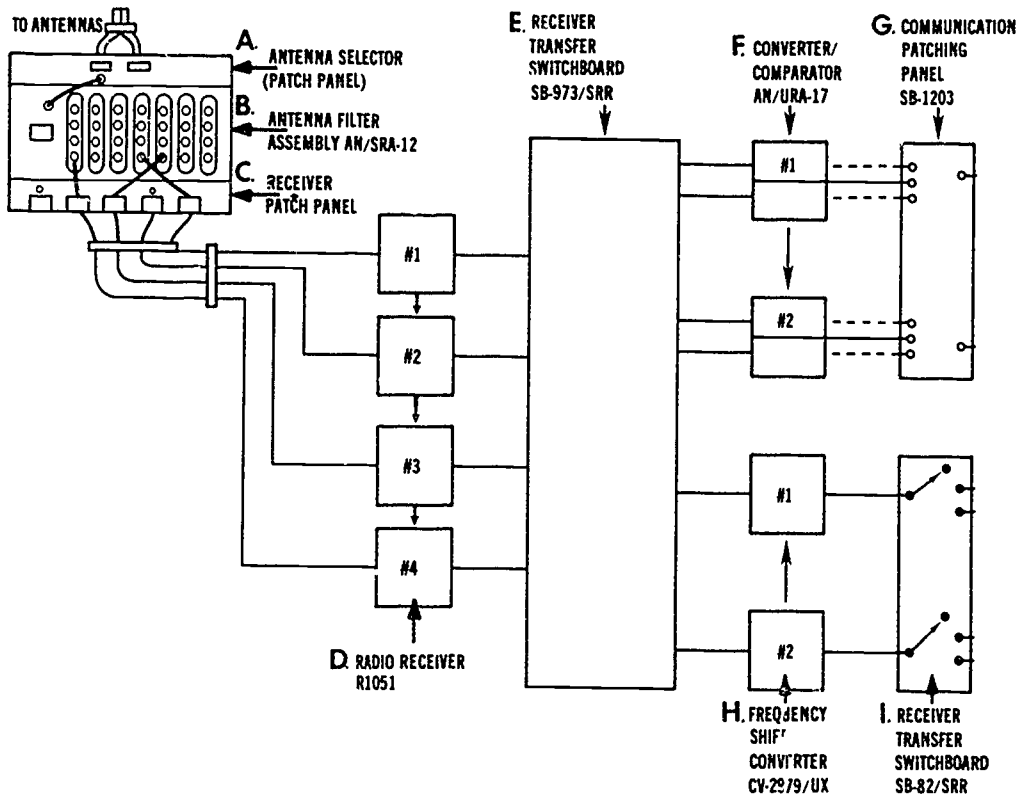 TO ANTENNAS
A. ANTENNA SELECTOR
(PATCH PANEL)
B. ANTENNA FILTER
ASSEMBLY AN/SRA-12
C. RECEIVER
PATCH PANEL
#1
#2
#3
#4
D. RADIO RECEIVER
R1051
E. RECEIVER
TRANSFER
SWITCHBOARD
SB-973/SRR
F. CONVERTER/
COMPARATOR
AN/URA-17
#1
#2
G. COMMUNICATION
PATCHING
PANEL
SB-1203
#1
#2
H. FREQUENCY
SHIFT
CONVERTER
CV-2979/UX
I. RECEIVER
TRANSFER
SWITCHBOARD
SB-82/SRR